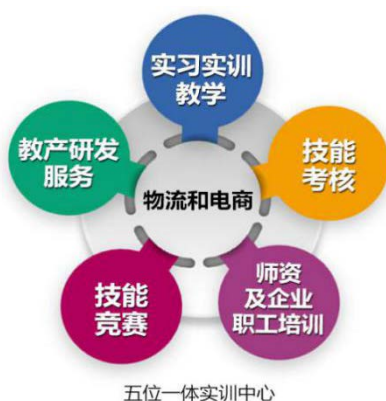 实习实训
教学
教产研发
服务
技能
考核
物流和电商
技能
竞赛
师资
及企业
职工培训
五位一体实训中心